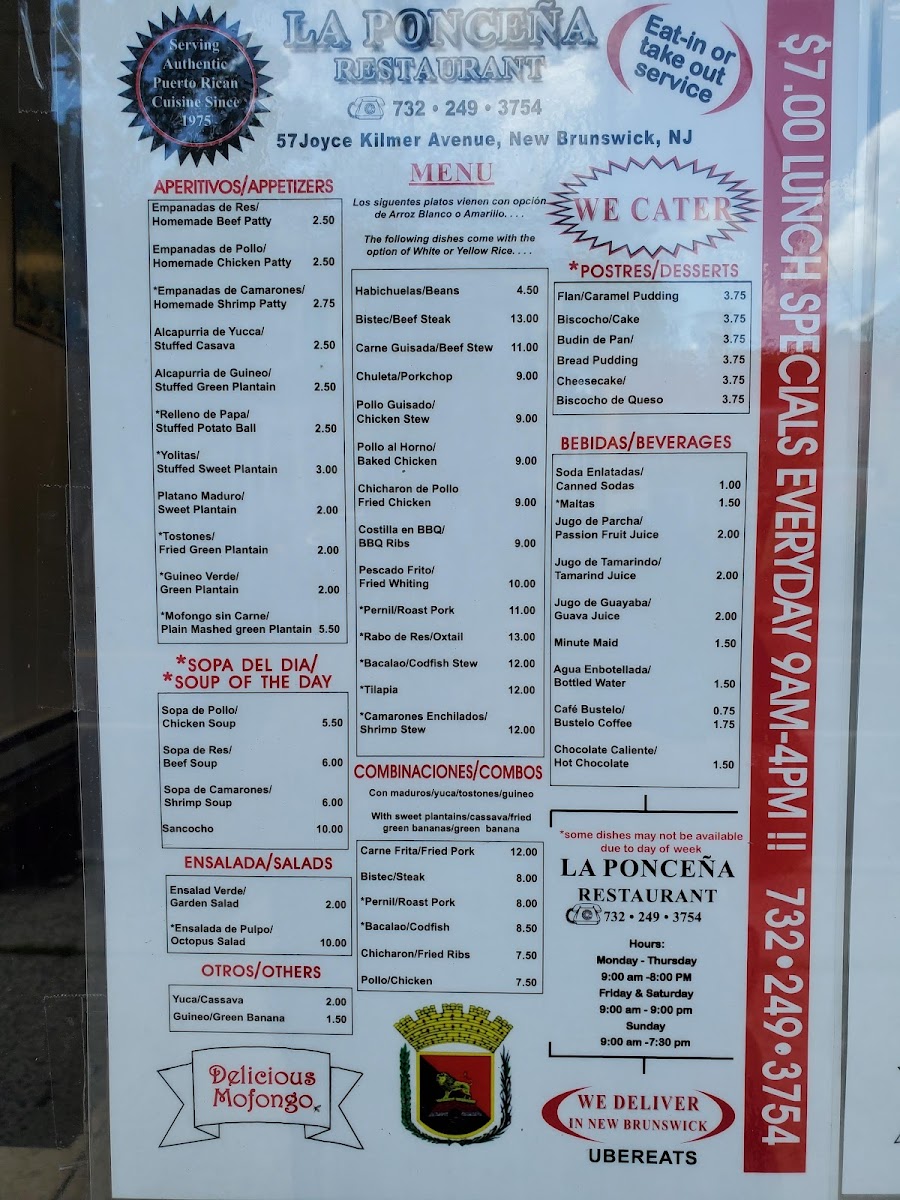 Serving
Authentic
Puerto Rican
Cuisine Since
1975
LA PONCEÑA
RESTAURANT
732 • 249 • 3754
57Joyce Kilmer Avenue, New Brunswick, NJ
Eat-in or
take out
service
MENU
Los siguentes platos vienen con opción
de Arroz Blanco o Amarillo. . . .
The following dishes come with the
option of White or Yellow Rice. . . .
WE CATER
APERITIVOS/APPETIZERS
Empanadas de Res/
Homemade Beef Patty 2.50
Empanadas de Pollo/
Homemade Chicken Patty 2.50
*Empanadas de Camarones/
Homemade Shrimp Patty 2.75
Alcapurria de Yucca/
Stuffed Casava 2.50
Alcapurria de Guineo/
Stuffed Green Plantain 2.50
*Relleno de Papa/
Stuffed Potato Ball 2.50
*Yolitas/
Stuffed Sweet Plantain 3.00
Platano Maduro/
Sweet Plantain 2.00
*Tostones/
Fried Green Plantain 2.00
*Guineo Verde/
Green Plantain 2.00
*Mofongo sin Carne/
Plain Mashed green Plantain 5.50
*SOPA DEL DIA/
*SOUP OF THE DAY
Sopa de Pollo/
Chicken Soup 5.50
Sopa de Res/
Beef Soup 6.00
Sopa de Camarones/
Shrimp Soup 6.00
Sancocho 10.00
ENSALADA/SALADS
Ensalad Verde/
Garden Salad 2.00
*Ensalada de Pulpo/
Octopus Salad 10.00
OTROS/OTHERS
Yuca/Cassava 2.00
Guineo/Green Banana 1.50
Delicious
Mofongo
Habichuelas/Beans 4.50
Bistec/Beef Steak 13.00
Carne Guisada/Beef Stew 11.00
Chuleta/Porkchop 9.00
Pollo Guisado/
Chicken Stew 9.00
Pollo al Horno/
Baked Chicken 9.00
Chicharon de Pollo
Fried Chicken 9.00
Costilla en BBQ/
BBQ Ribs 9.00
Pescado Frito/
Fried Whiting 10.00
*Pernil/Roast Pork 11.00
*Rabo de Res/Oxtail 13.00
*Bacalao/Codfish Stew 12.00
*Tilapia 12.00
*Camarones Enchilados/
Shrimp Stew 12.00
COMBINACIONES/COMBOS
Con maduros/yuca/tostones/guineo
With sweet plantains/cassava/fried
green bananas/green banana
Carne Frita/Fried Pork 12.00
Bistec/Steak 8.00
*Pernil/Roast Pork 8.00
*Bacalao/Codfish 8.50
Chicharon/Fried Ribs 7.50
Pollo/Chicken 7.50
*POSTRES/DESSERTS
Flan/Caramel Pudding 3.75
Biscocho/Cake 3.75
Budin de Pan/ 3.75
Bread Pudding 3.75
Cheesecake/ 3.75
Biscocho de Queso 3.75
BEBIDAS/BEVERAGES
Soda Enlatadas/
Canned Sodas 1.00
*Maltas 1.50
Jugo de Parcha/
Passion Fruit Juice 2.00
Jugo de Tamarindo/
Tamarind Juice 2.00
Jugo de Guayaba/
Guava Juice 2.00
Minute Maid 1.50
Agua Enbotellada/
Bottled Water 1.50
Café Bustelo/ 0.75
Bustelo Coffee 1.75
Chocolate Caliente/
Hot Chocolate 1.50
*some dishes may not be available
due to day of week
LA PONCEÑA
RESTAURANT
732 • 249 • 3754
Hours:
Monday - Thursday
9:00 am -8:00 PM
Friday & Saturday
9:00 am - 9:00 pm
Sunday
9:00 am -7:30 pm
WE DELIVER
IN NEW BRUNSWICK
UBEREATS
$7.00 LUNCH SPECIALS EVERYDAY 9AM-4PM !! 732•249•3754